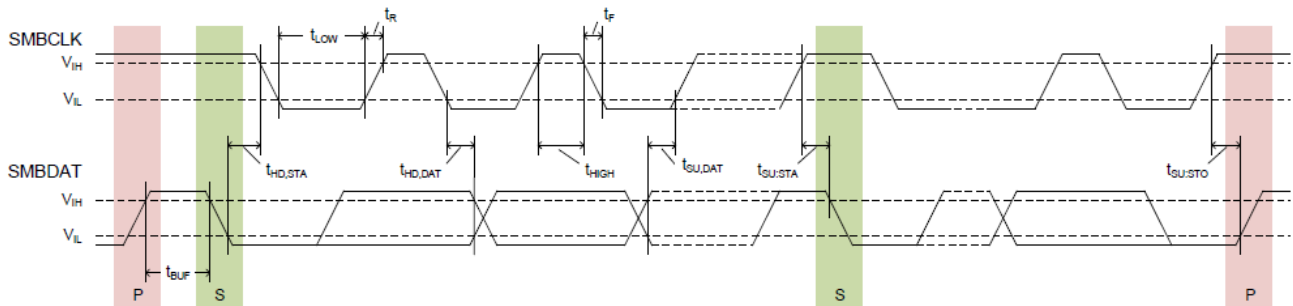 tR
tF
SMBCLK
tLOW
VIH
VIL
tHD,STA
tHD,DAT
tHIGH
tSU,DAT
tSU:STA
tSU:STO
SMBDAT
VIH
VIL
tBUF
P
S
S
P